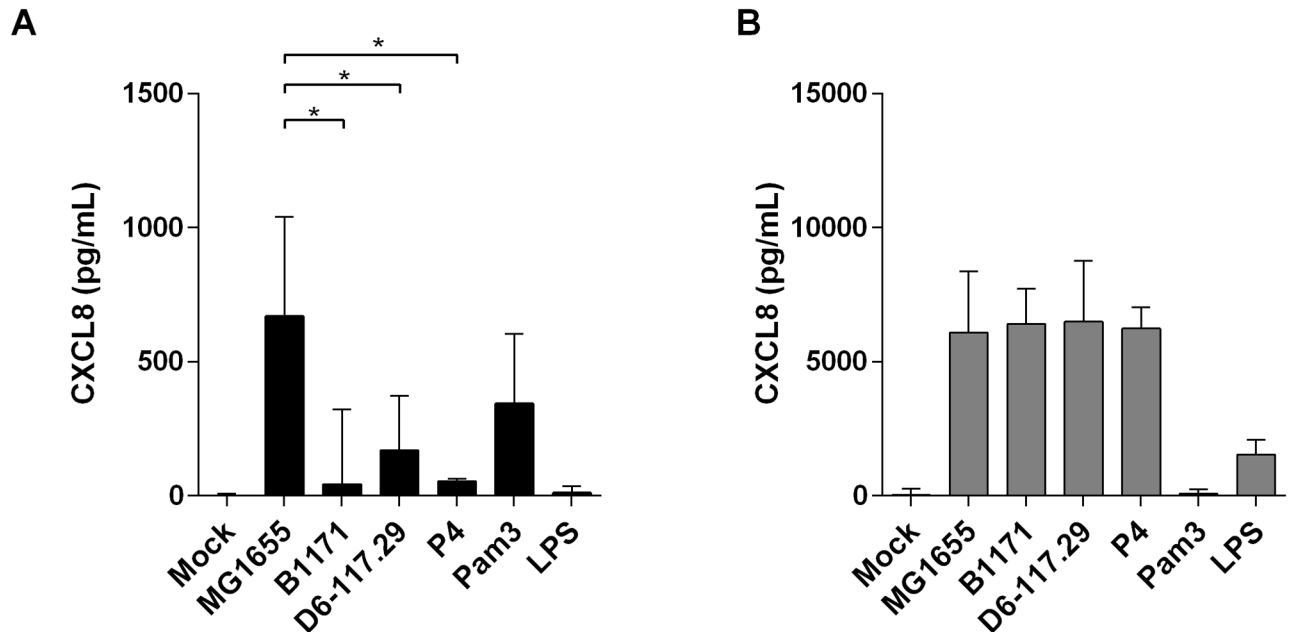 A
*
*
*
1500
1000
500
0
CXCL8 (pg/mL)
Mock
MG1655
B1171
D6-117.29
P4
Pam3
LPS
B
15000
10000
5000
0
CXCL8 (pg/mL)
Mock
MG1655
B1171
D6-117.29
P4
Pam3
LPS